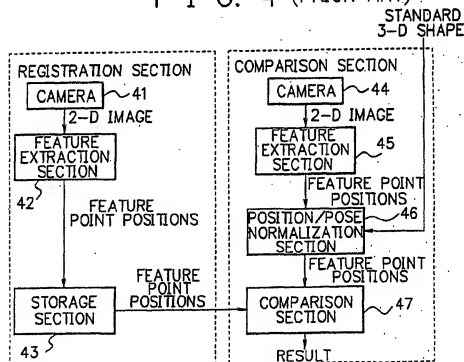 FIG. 4 (PRIOR ART)
STANDARD
3-D SHAPE
REGISTRATION SECTION
CAMERA
41
2-D IMAGE
FEATURE
EXTRACTION
SECTION
42
FEATURE
POINT POSITIONS
STORAGE
SECTION
43
FEATURE
POINT
POSITIONS
COMPARISON SECTION
CAMERA
44
2-D IMAGE
FEATURE
EXTRACTION
SECTION
45
FEATURE POINT
POSITIONS
POSITION/POSE
NORMALIZATION
SECTION
46
FEATURE POINT
POSITIONS
COMPARISON
SECTION
47
RESULT